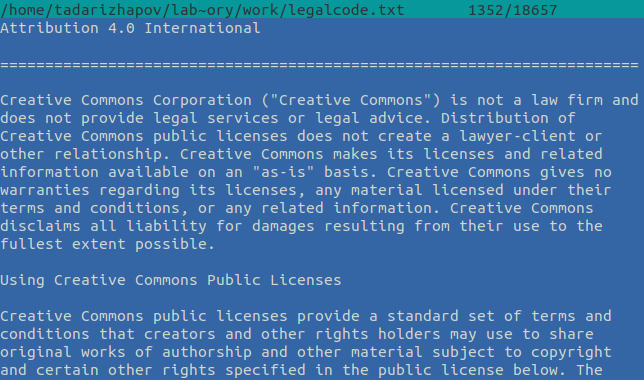 /home/tadarizhapov/lab~ory/work/legalcode.txt 1352/18657
Attribution 4.0 International
=======================================================================
Creative Commons Corporation ("Creative Commons") is not a law firm and
does not provide legal services or legal advice. Distribution of
Creative Commons public licenses does not create a lawyer-client or
other relationship. Creative Commons makes its licenses and related
information available on an "as-is" basis. Creative Commons gives no
warranties regarding its licenses, any material licensed under their
terms and conditions, or any related information. Creative Commons
disclaims all liability for damages resulting from their use to the
fullest extent possible.
Using Creative Commons Public Licenses
Creative Commons public licenses provide a standard set of terms and
conditions that creators and other rights holders may use to share
original works of authorship and other material subject to copyright
and certain other rights specified in the public license below. The